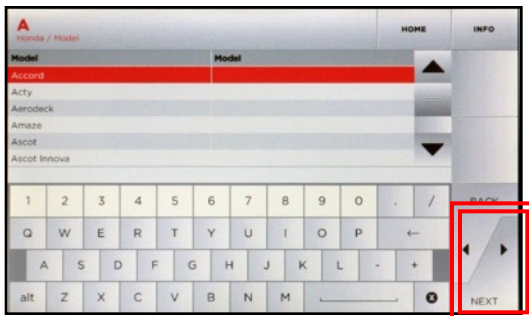 A
Honda / Model
HOME
INFO
Model Model
Accord
Acty
Aerodeck
Amaze
Ascot
Ascot Innova
1 2 3 4 5 6 7 8 9 0 . /
BACK
Q W E R T Y U I O P ←
A S D F G H J K L - +
alt Z X C V B N M
NEXT